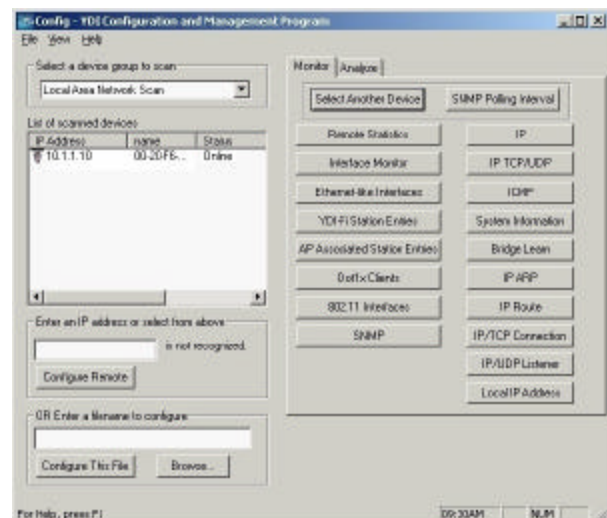 -Config - YDI Configuration and Management Program
File View Help
Select a device group to scan
Local Area Network Scan
List of scanned devices
IP Address name Status
10.1.1.10 00-20-F6-... Online
Enter an IP address or select from above
is not recognized.
Configure Remote
OR Enter a filename to configure
Configure This File Browse...
Monitor Analyze
Select Another Device SNMP Polling Interval
Remote Statistics IP
Interface Monitor IP TCP/UDP
Ethernet-like Interfaces ICMP
YDI-Fi Station Entries System Information
AP Associated Station Entries Bridge Learn
Dot1x Clients IP ARP
802.11 Interfaces IP Route
SNMP IP/TCP Connection
IP/UDP Listener
Local IP Address
For Help, press F1 09:30AM NUM